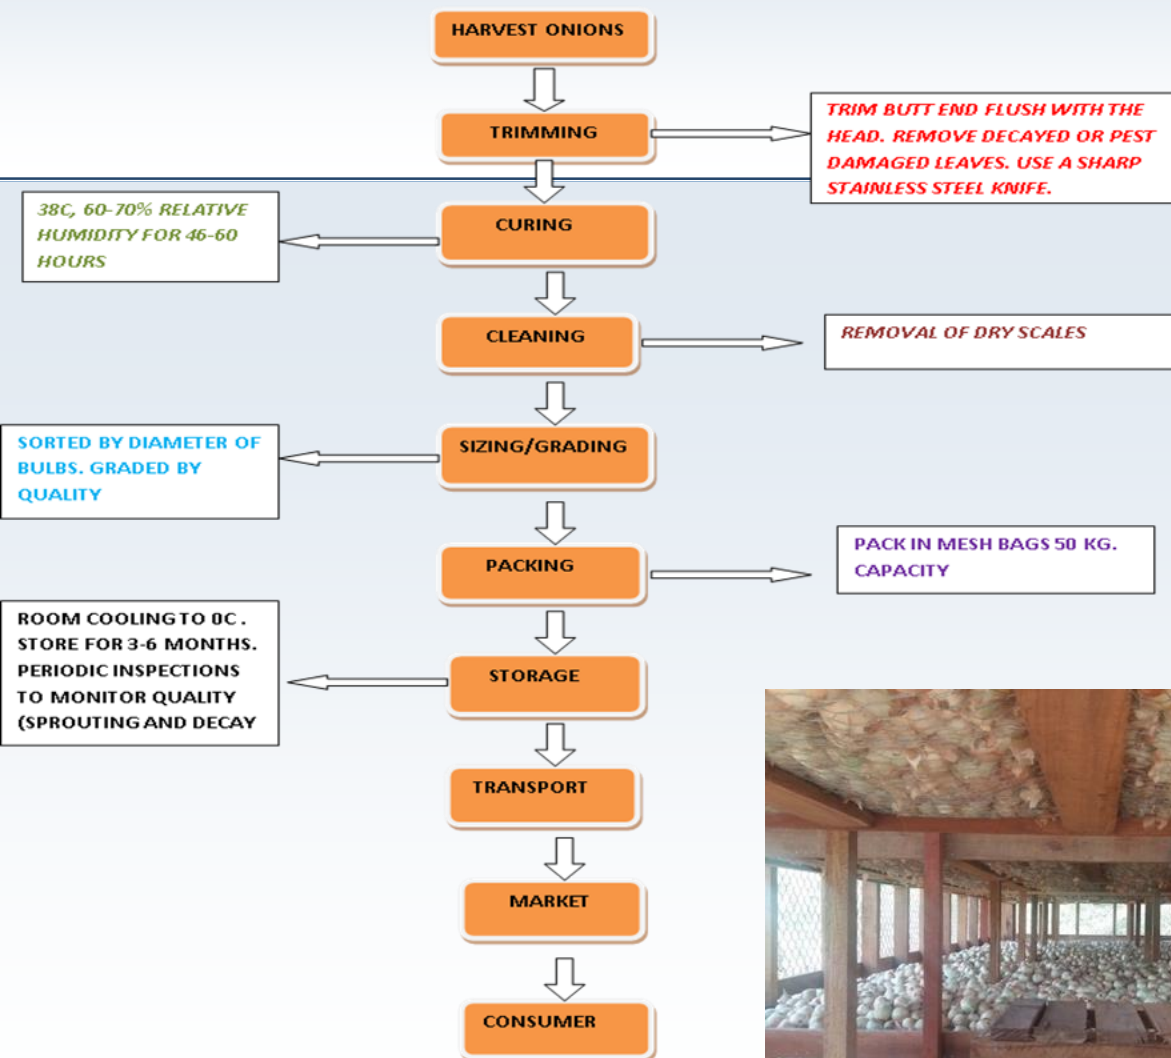 HARVEST ONIONS
TRIMMING
TRIM BUTT END FLUSH WITH THE
HEAD. REMOVE DECAYED OR PEST
DAMAGED LEAVES. USE A SHARP
STAINLESS STEEL KNIFE.
CURING
38C, 60-70% RELATIVE
HUMIDITY FOR 46-60
HOURS
CLEANING
REMOVAL OF DRY SCALES
SIZING/GRADING
SORTED BY DIAMETER OF
BULBS. GRADED BY
QUALITY
PACKING
PACK IN MESH BAGS 50 KG.
CAPACITY
STORAGE
ROOM COOLING TO 0C .
STORE FOR 3-6 MONTHS.
PERIODIC INSPECTIONS
TO MONITOR QUALITY
(SPROUTING AND DECAY
TRANSPORT
MARKET
CONSUMER